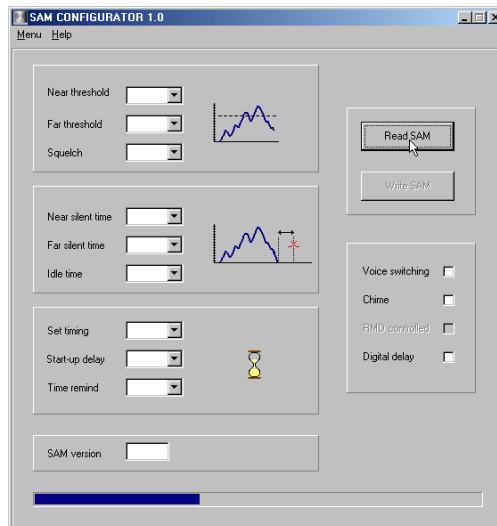 SAM CONFIGURATOR 1.0
Menu Help
Near threshold
Far threshold
Squelch
Read SAM
Write SAM
Near silent time
Far silent time
Idle time
Voice switching
Chime
RMD controlled
Digital delay
Set timing
Start-up delay
Time remind
SAM version